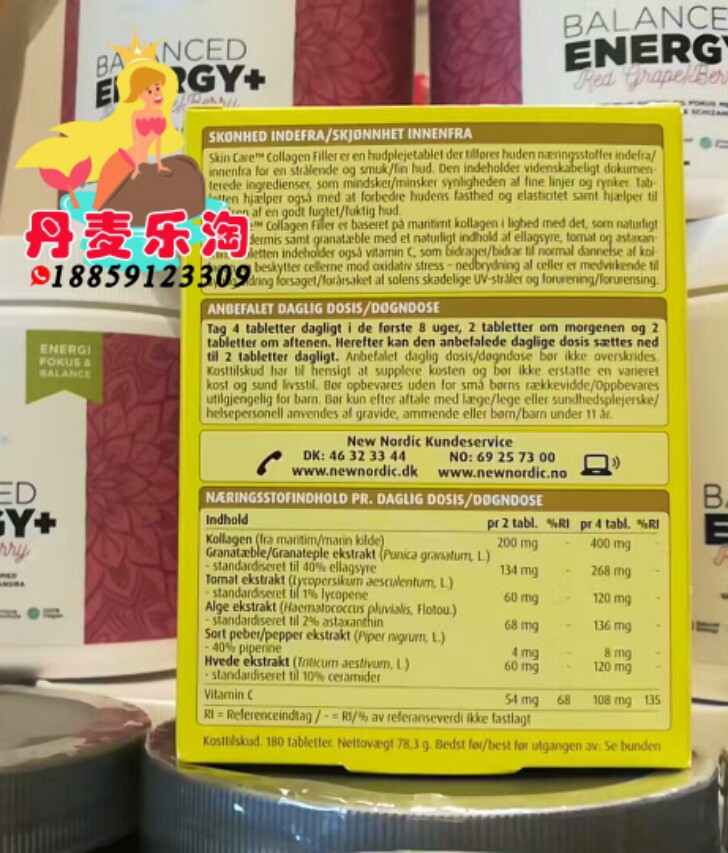 BALANCED
ENERGY+
BALANCE
ENERG
Red Grape/Ber
丹麦乐淘
18859123309
SKØNHED INDEFRA/SKJØNNHET INNENFRA
Skin Care™ Collagen Filler er en hudplejetablet der tilfører huden næringsstoffer indefra/
innenfra for en strålende og smuk/fin hud. Den indeholder videnskabeligt dokumen-
terede ingredienser, som mindsker/minsker synligheden af fine linjer og rynker. Tab-
letten hjælper også med at forbedre hudens fasthed og elasticitet samt hjælper til
en af en godt fugtet/fuktig hud.
™ Collagen Filler er baseret på maritimt kollagen i lighed med det, som naturligt
dermis samt granatæble med et naturligt indhold af ellagsyre, tomat og astaxan-
letten indeholder også vitamin C, som bidrager/bidrar til normal dannelse af kol-
beskytter cellerne mod oxidativ stress – nedbrydning af celler er medvirkende til
dring forsaget/forårsaket af solens skadelige UV-stråler og forurening/forurensing.
ANBEFALET DAGLIG DOSIS/DØGNDOSE
Tag 4 tabletter dagligt i de første 8 uger, 2 tabletter om morgenen og 2
tabletter om aftenen. Herefter kan den anbefalede daglige dosis sættes ned
til 2 tabletter dagligt. Anbefalet daglig dosis/døgndose bør ikke overskrides.
Kosttilskud har til hensigt at supplere kosten og bør ikke erstatte en varieret
kost og sund livsstil. Bør opbevares uden for små børns rækkevidde/Oppbevares
utilgjengelig for barn. Bør kun efter aftale med læge/lege eller sundhedsplejerske/
helsepersonell anvendes af gravide, ammende eller børn/barn under 11 år.
New Nordic Kundeservice
DK: 46 32 33 44 NO: 69 25 73 00
www.newnordic.dk www.newnordic.no
NÆRINGSSTOFINDHOLD PR. DAGLIG DOSIS/DØGNDOSE
Indhold pr 2 tabl. %RI pr 4 tabl. %RI
Kollagen (fra maritim/marin kilde) 200 mg - 400 mg -
Granatæble/Granateple ekstrakt (Punica granatum, L.)
- standardiseret til 40% ellagsyre 134 mg - 268 mg -
Tomat ekstrakt (Lycopersikum aesculentum, L.)
- standardiseret til 1% lycopene 60 mg - 120 mg -
Alge ekstrakt (Haematococcus pluvialis, Flotou.)
- standardiseret til 2% astaxanthin 68 mg - 136 mg -
Sort peber/pepper ekstrakt (Piper nigrum, L.)
- 40% piperine 4 mg - 8 mg -
Hvede ekstrakt (Triticum aestivum, L.) 60 mg - 120 mg -
- standardiseret til 10% ceramider
Vitamin C 54 mg 68 108 mg 135
RI = Referenceindtag / - = RI/% av referanseverdi ikke fastlagt
Kosttilskud. 180 tabletter. Nettovægt 78,3 g. Bedst før/best før utgangen av: Se bunden
ENERGI
FOKUS &
BALANCE
ED
GY+
rry
BA
EN